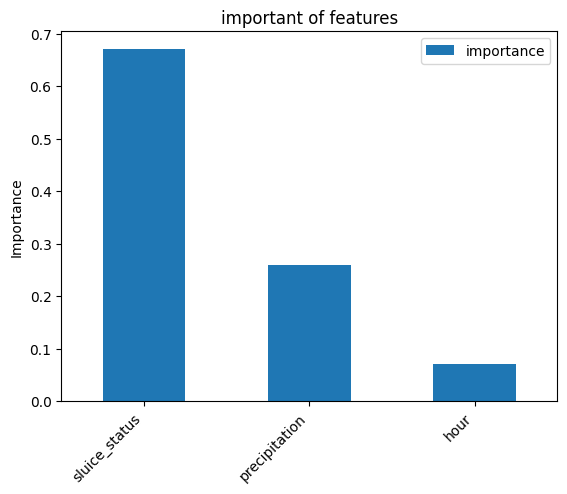 important of features
importance
Importance
0.7
0.6
0.5
0.4
0.3
0.2
0.1
0.0
sluice_status
precipitation
hour